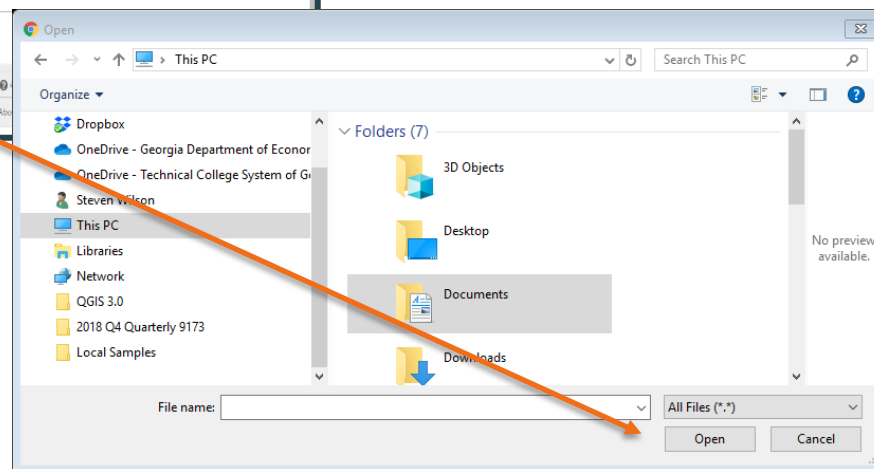 Open
This PC
Search This PC
Organize
Dropbox
OneDrive - Georgia Department of Econor
OneDrive - Technical College System of G
Steven Wilson
This PC
Libraries
Network
QGIS 3.0
2018 Q4 Quarterly 9173
Local Samples
Folders (7)
3D Objects
Desktop
Documents
Downloads
No preview
available.
File name:
All Files (*.*)
Open
Cancel